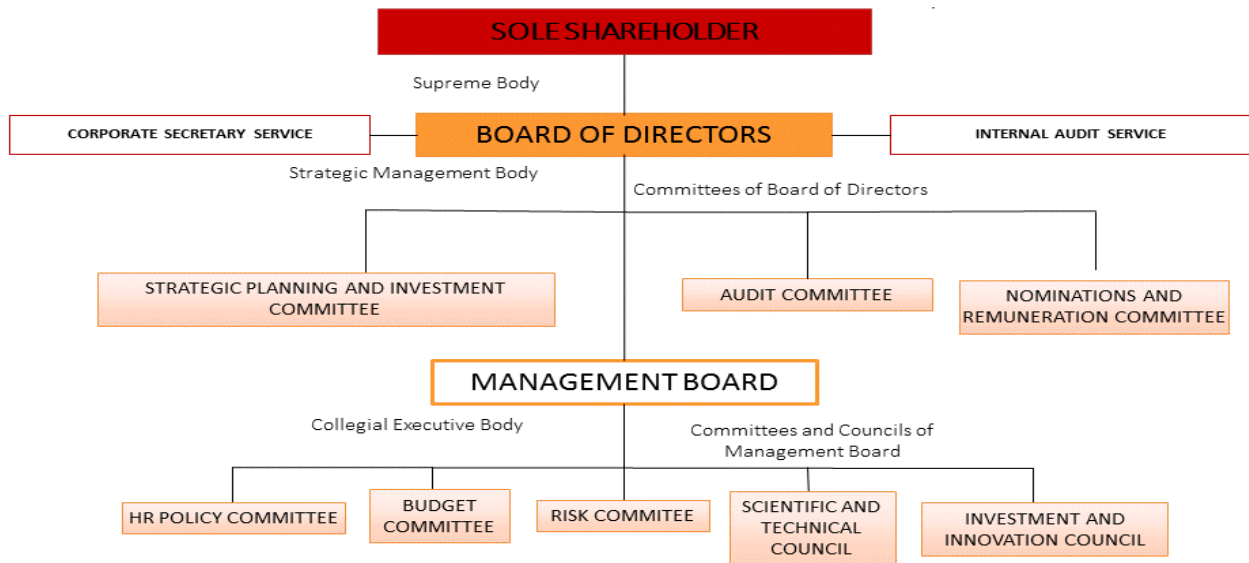 SOLE SHAREHOLDER
Supreme Body
CORPORATE SECRETARY SERVICE
BOARD OF DIRECTORS
INTERNAL AUDIT SERVICE
Strategic Management Body
Committees of Board of Directors
STRATEGIC PLANNING AND INVESTMENT
COMMITTEE
AUDIT COMMITTEE
NOMINATIONS AND
REMUNERATION COMMITTEE
MANAGEMENT BOARD
Collegial Executive Body
Committees and Councils of
Management Board
HR POLICY COMMITTEE
BUDGET
COMMITTEE
RISK COMMITEE
SCIENTIFIC AND
TECHNICAL
COUNCIL
INVESTMENT AND
INNOVATION COUNCIL